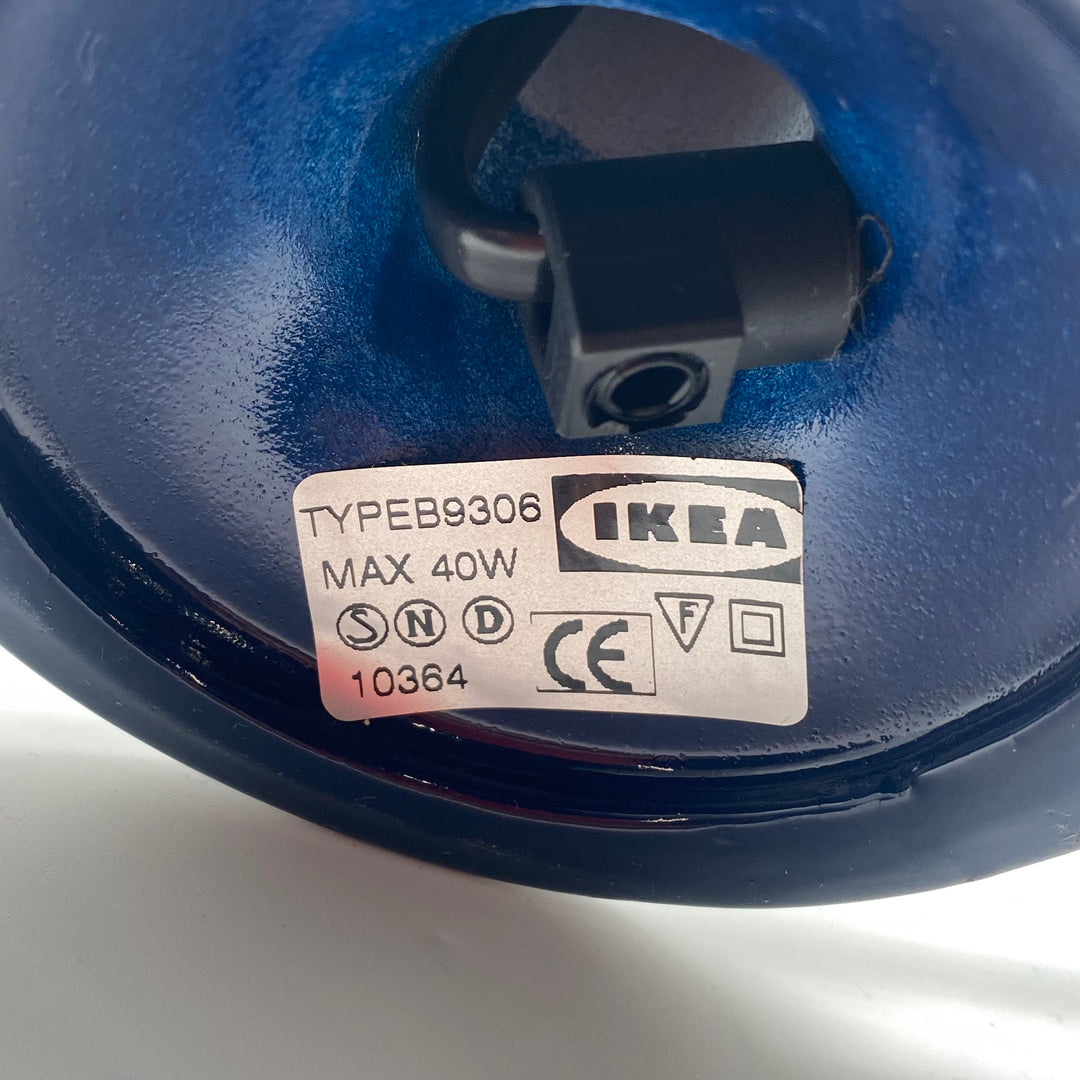 TYPEB9306
IKEA
MAX 40W
S N D
CE
F
10364